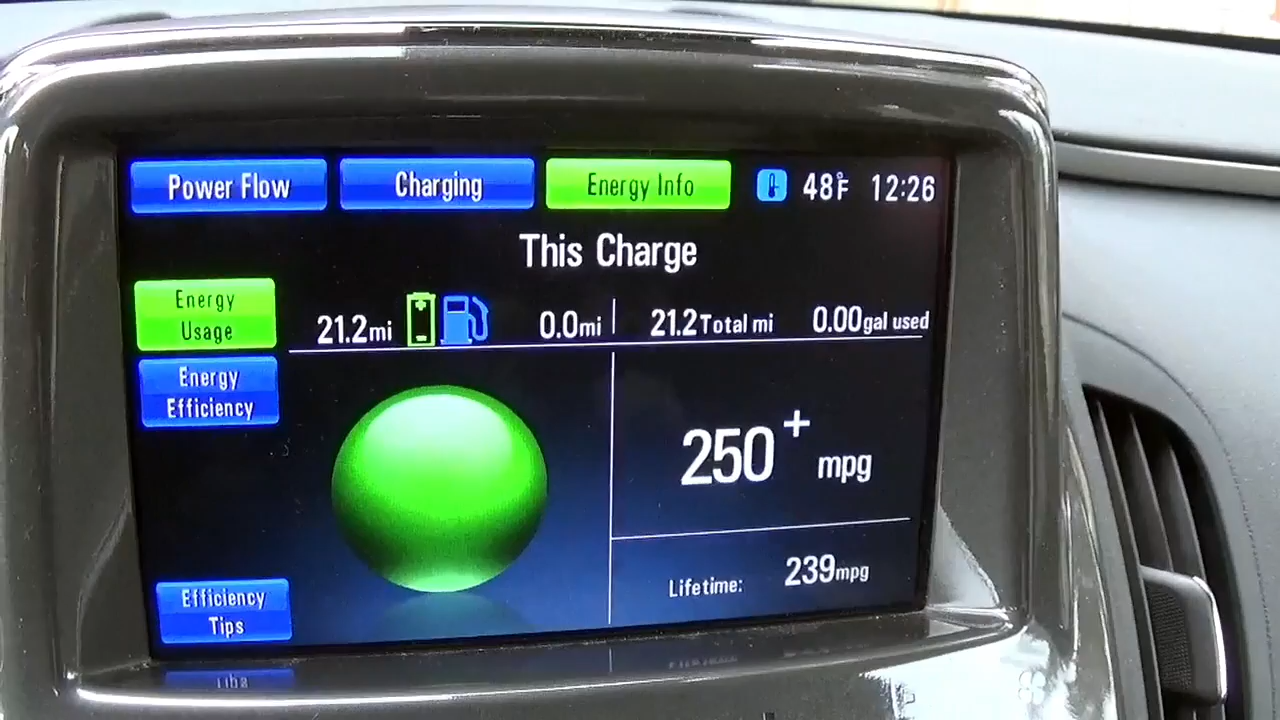 Power Flow Charging Energy Info 48°F 12:26
This Charge
Energy
Usage
21.2mi 0.0mi 21.2 Total mi 0.00gal used
Energy
Efficiency
250+ mpg
Lifetime: 239mpg
Efficiency
Tips